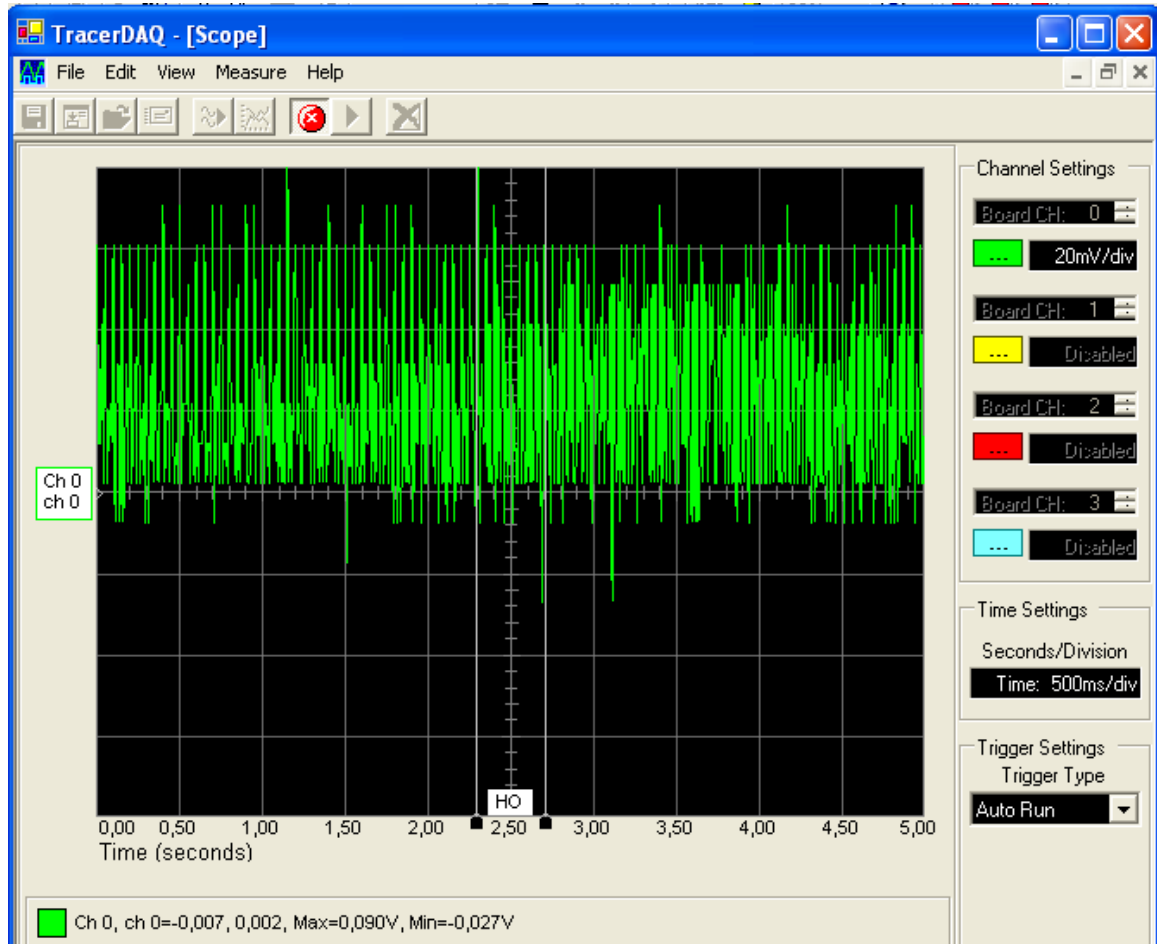 TracerDAQ - [Scope]
File Edit View Measure Help
Channel Settings
Board CH: 0
... 20mV/div
Board CH: 1
... Disabled
Board CH: 2
... Disabled
Board CH: 3
... Disabled
Ch 0
ch 0
Time Settings
Seconds/Division
Time: 500ms/div
Trigger Settings
Trigger Type
Auto Run
HO
0,00 0,50 1,00 1,50 2,00 2,50 3,00 3,50 4,00 4,50 5,00
Time (seconds)
Ch 0, ch 0=-0,007, 0,002, Max=0,090V, Min=-0,027V